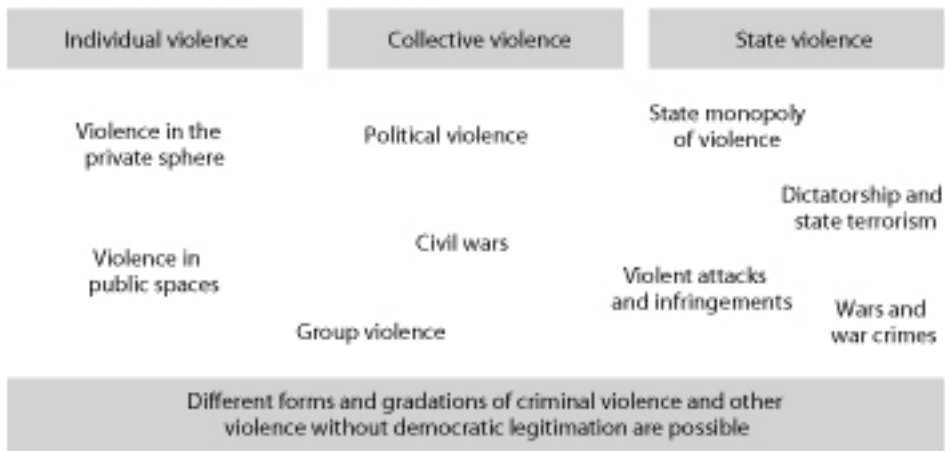 Individual violence
Collective violence
State violence
Violence in the
private sphere
Political violence
State monopoly
of violence
Dictatorship and
state terrorism
Civil wars
Violence in
public spaces
Violent attacks
and infringements
Wars and
war crimes
Group violence
Different forms and gradations of criminal violence and other
violence without democratic legitimation are possible